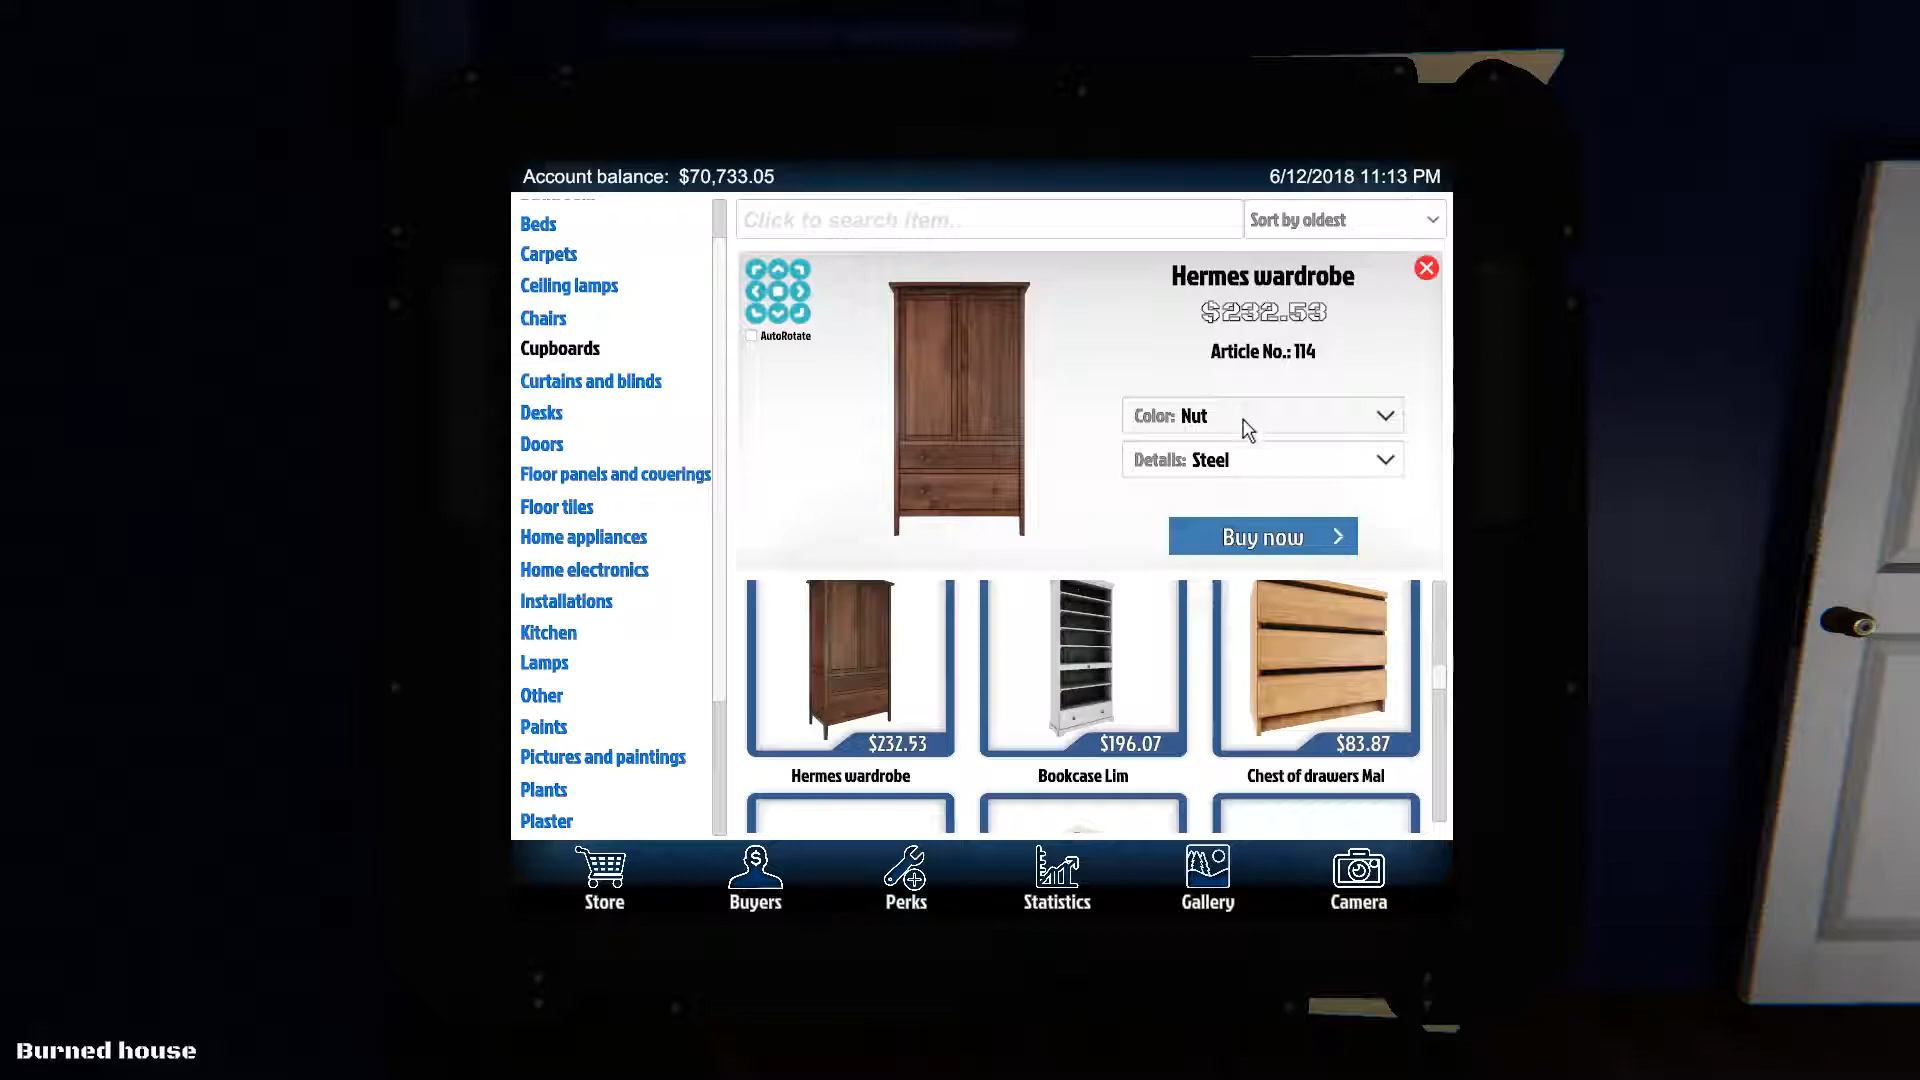 Account balance: $70,733.05
6/12/2018 11:13 PM
Beds
Carpets
Ceiling lamps
Chairs
Cupboards
Curtains and blinds
Desks
Doors
Floor panels and coverings
Floor tiles
Home appliances
Home electronics
Installations
Kitchen
Lamps
Other
Paints
Pictures and paintings
Plants
Plaster
Click to search item..
Sort by oldest
AutoRotate
Hermes wardrobe
$232.53
Article No.: 114
Color: Nut
Details: Steel
Buy now
$232.53
$196.07
$83.87
Hermes wardrobe
Bookcase Lim
Chest of drawers Mal
Store
Buyers
Perks
Statistics
Gallery
Camera
Burned house